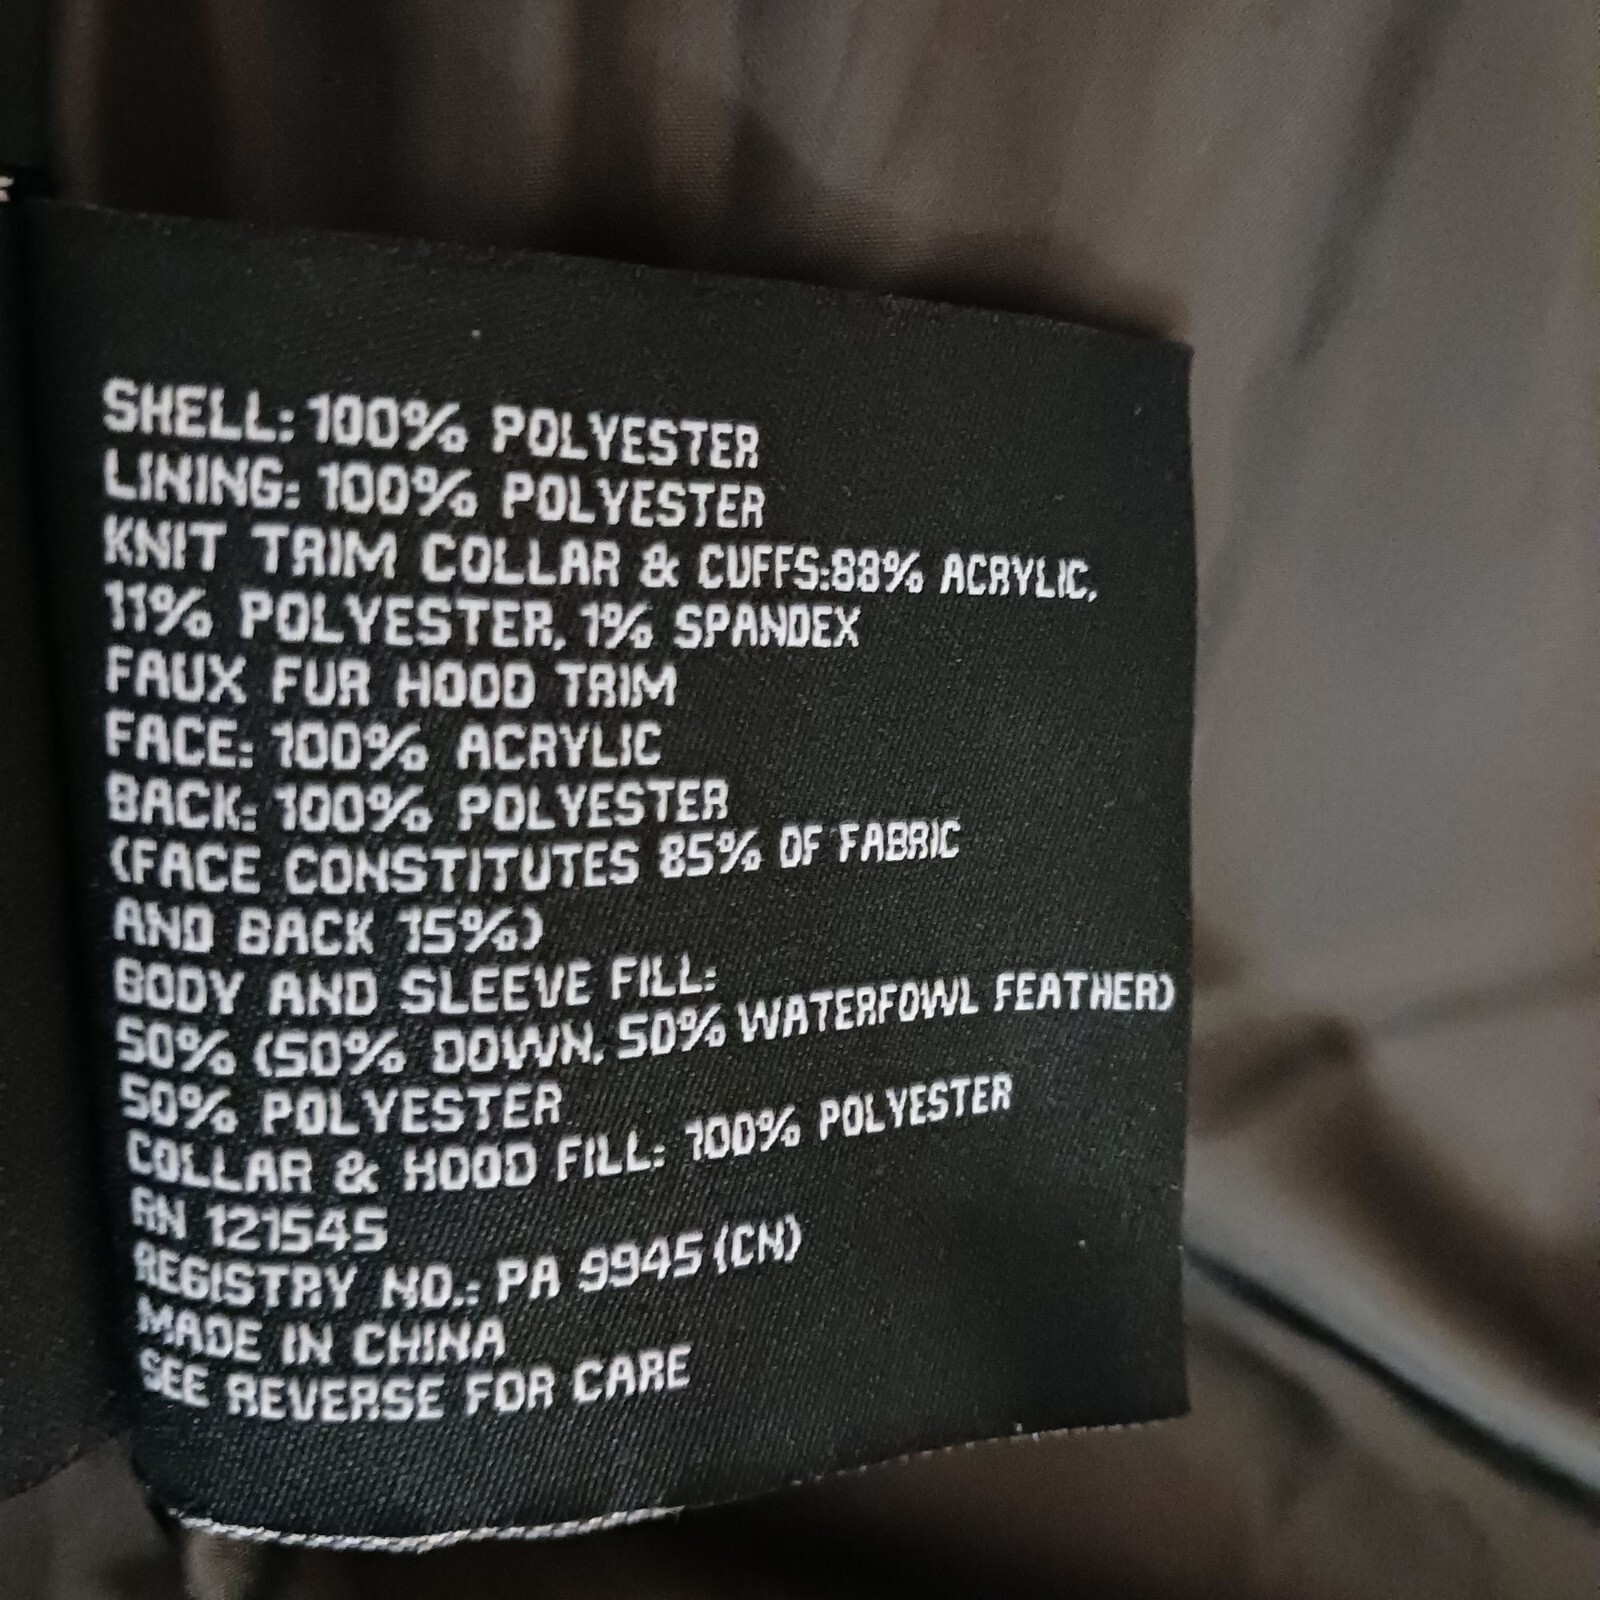 SHELL: 100% POLYESTER
LINING: 100% POLYESTER
KNIT TRIM COLLAR & CUFFS:88% ACRYLIC,
11% POLYESTER, 1% SPANDEX
FAUX FUR HOOD TRIM
FACE: 100% ACRYLIC
BACK: 100% POLYESTER
(FACE CONSTITUTES 85% OF FABRIC
AND BACK 15%)
BODY AND SLEEVE FILL:
50% (50% DOWN, 50% WATERFOWL FEATHER)
50% POLYESTER
COLLAR & HOOD FILL: 100% POLYESTER
RN 121545
REGISTRY NO.: PA 9945 (CN)
MADE IN CHINA
SEE REVERSE FOR CARE